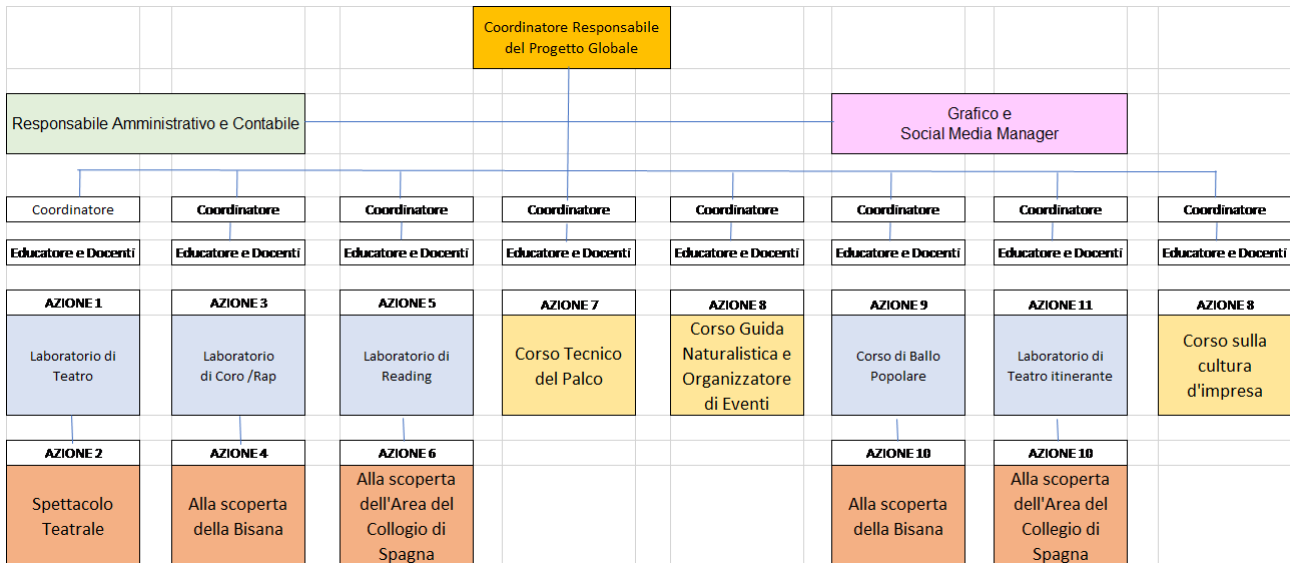 Coordinatore Responsabile
del Progetto Globale
Responsabile Amministrativo e Contabile
Grafico e
Social Media Manager
Coordinatore
Coordinatore
Coordinatore
Coordinatore
Coordinatore
Coordinatore
Coordinatore
Coordinatore
Educatore e Docenti
Educatore e Docenti
Educatore e Docenti
Educatore e Docenti
Educatore e Docenti
Educatore e Docenti
Educatore e Docenti
Educatore e Docenti
AZIONE 1
Laboratorio di
Teatro
AZIONE 3
Laboratorio
di Coro /Rap
AZIONE 5
Laboratorio di
Reading
AZIONE 7
Corso Tecnico
del Palco
AZIONE 8
Corso Guida
Naturalistica e
Organizzatore
di Eventi
AZIONE 9
Corso di Ballo
Popolare
AZIONE 11
Laboratorio di
Teatro itinerante
AZIONE 8
Corso sulla
cultura
d'impresa
AZIONE 2
Spettacolo
Teatrale
AZIONE 4
Alla scoperta
della Bisana
AZIONE 6
Alla scoperta
dell'Area del
Collogio di
Spagna
AZIONE 10
Alla scoperta
della Bisana
AZIONE 10
Alla scoperta
dell'Area del
Collegio di
Spagna